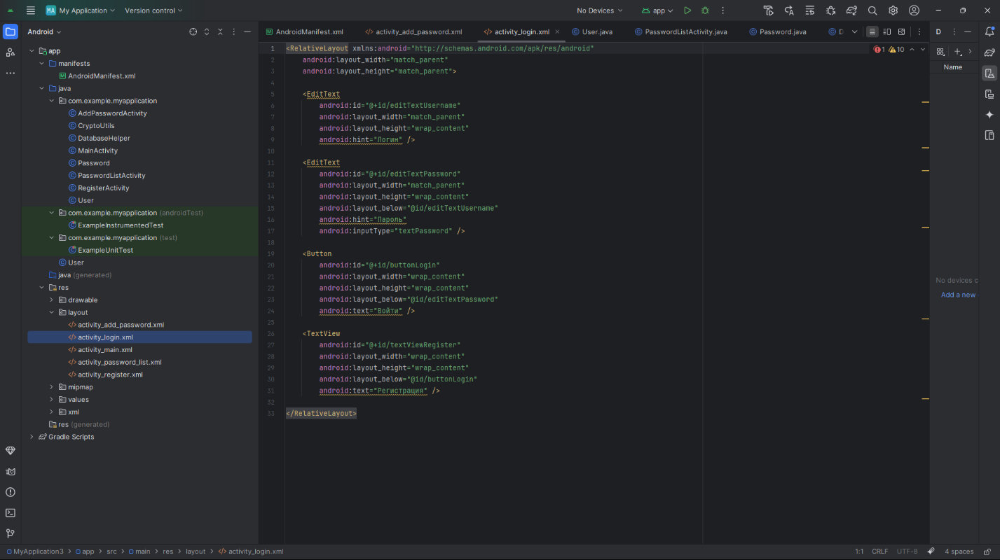 MA My Application Version control No Devices app
Android
AndroidManifest.xml activity_add_password.xml activity_login.xml User.java PasswordListActivity.java Password.java D
app
manifests
AndroidManifest.xml
java
com.example.myapplication
AddPasswordActivity
CryptoUtils
DatabaseHelper
MainActivity
Password
PasswordListActivity
RegisterActivity
User
com.example.myapplication (androidTest)
ExampleInstrumentedTest
com.example.myapplication (test)
ExampleUnitTest
User
java (generated)
res
drawable
layout
activity_add_password.xml
activity_login.xml
activity_main.xml
activity_password_list.xml
activity_register.xml
mipmap
values
xml
res (generated)
Gradle Scripts
1 <RelativeLayout xmlns:android="http://schemas.android.com/apk/res/android"
2 android:layout_width="match_parent"
3 android:layout_height="match_parent">
4
5 <EditText
6 android:id="@+id/editTextUsername"
7 android:layout_width="match_parent"
8 android:layout_height="wrap_content"
9 android:hint="Логин" />
10
11 <EditText
12 android:id="@+id/editTextPassword"
13 android:layout_width="match_parent"
14 android:layout_height="wrap_content"
15 android:layout_below="@id/editTextUsername"
16 android:hint="Пароль"
17 android:inputType="textPassword" />
18
19 <Button
20 android:id="@+id/buttonLogin"
21 android:layout_width="wrap_content"
22 android:layout_height="wrap_content"
23 android:layout_below="@id/editTextPassword"
24 android:text="Войти" />
25
26 <TextView
27 android:id="@+id/textViewRegister"
28 android:layout_width="wrap_content"
29 android:layout_height="wrap_content"
30 android:layout_below="@id/buttonLogin"
31 android:text="Регистрация" />
32
33 </RelativeLayout>
1 10
D
Name
No devices c
Add a new
MyApplication3 > app > src > main > res > layout > activity_login.xml
1:1 CRLF UTF-8 4 spaces